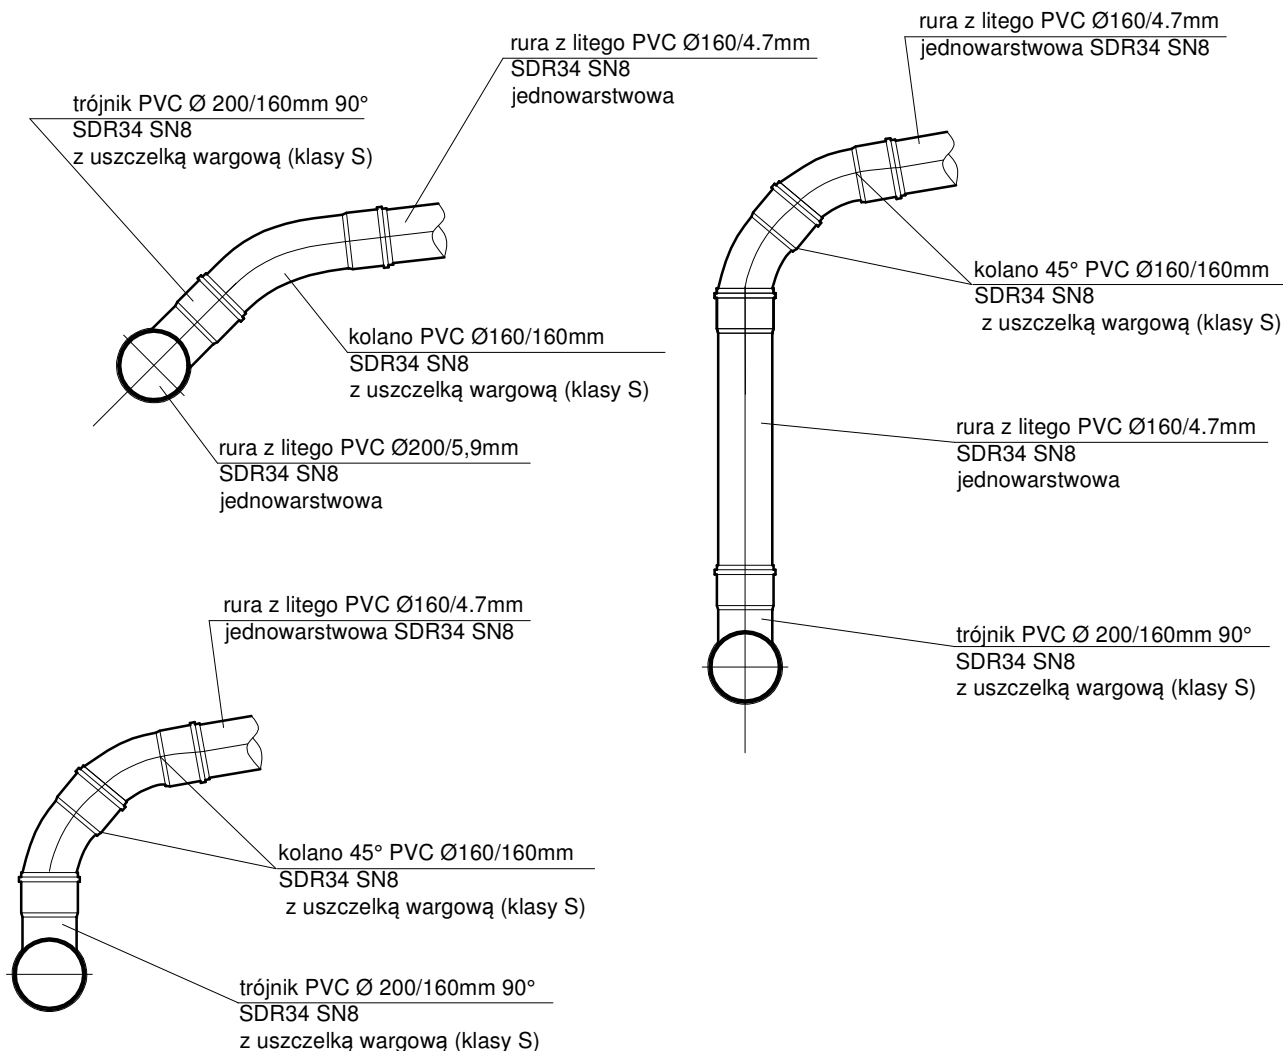 rura z litego PVC Ø160/4.7mm
SDR34 SN8
jednowarstwowa
trójnik PVC Ø 200/160mm 90°
SDR34 SN8
z uszczelką wargową (klasy S)
kolano PVC Ø160/160mm
SDR34 SN8
z uszczelką wargową (klasy S)
rura z litego PVC Ø200/5,9mm
SDR34 SN8
jednowarstwowa
rura z litego PVC Ø160/4.7mm
jednowarstwowa SDR34 SN8
kolano 45° PVC Ø160/160mm
SDR34 SN8
z uszczelką wargową (klasy S)
rura z litego PVC Ø160/4.7mm
SDR34 SN8
jednowarstwowa
trójnik PVC Ø 200/160mm 90°
SDR34 SN8
z uszczelką wargową (klasy S)
rura z litego PVC Ø160/4.7mm
jednowarstwowa SDR34 SN8
kolano 45° PVC Ø160/160mm
SDR34 SN8
z uszczelką wargową (klasy S)
trójnik PVC Ø 200/160mm 90°
SDR34 SN8
z uszczelką wargową (klasy S)